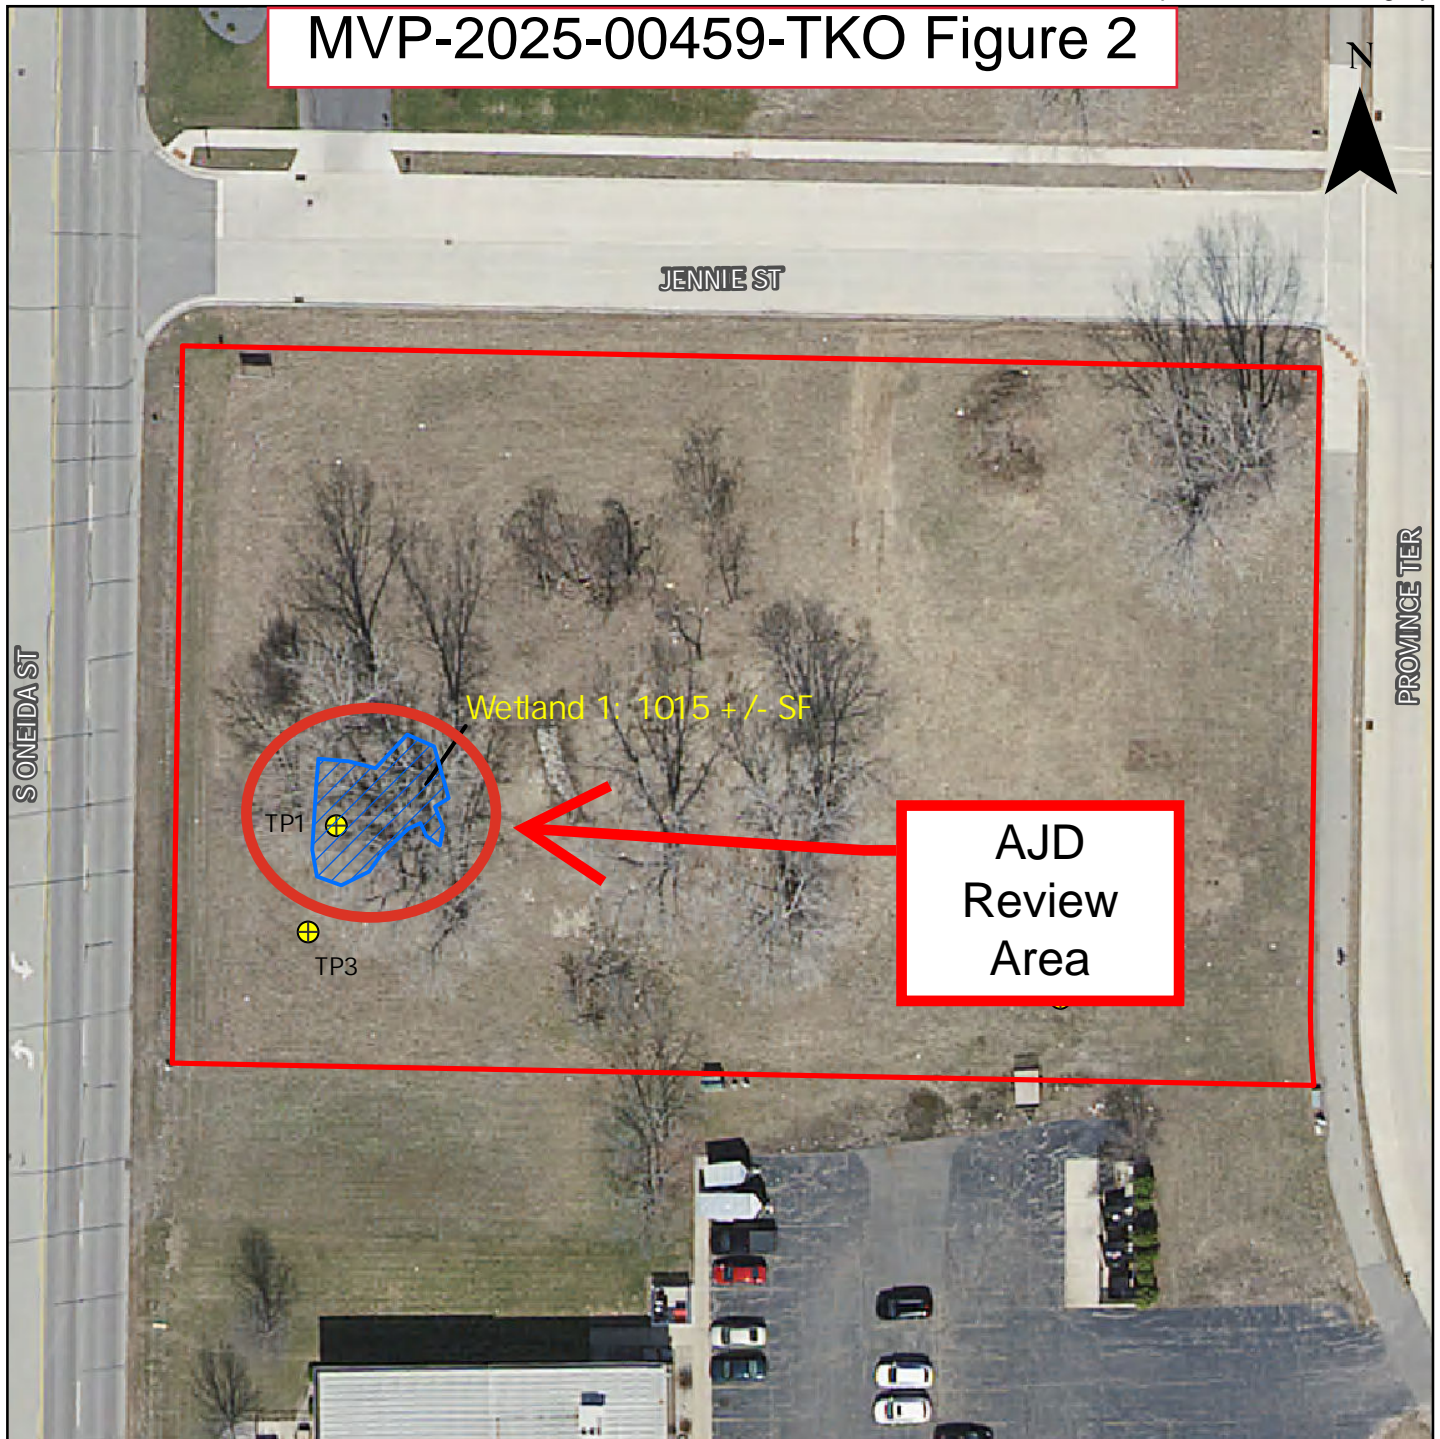 MVP-2025-00459-TKO Figure 2
N
JENNIE ST
S ONEIDA ST
PROVINCE TER
Wetland 1: 1015 +/- SF
TP1
TP3
AJD
Review
Area